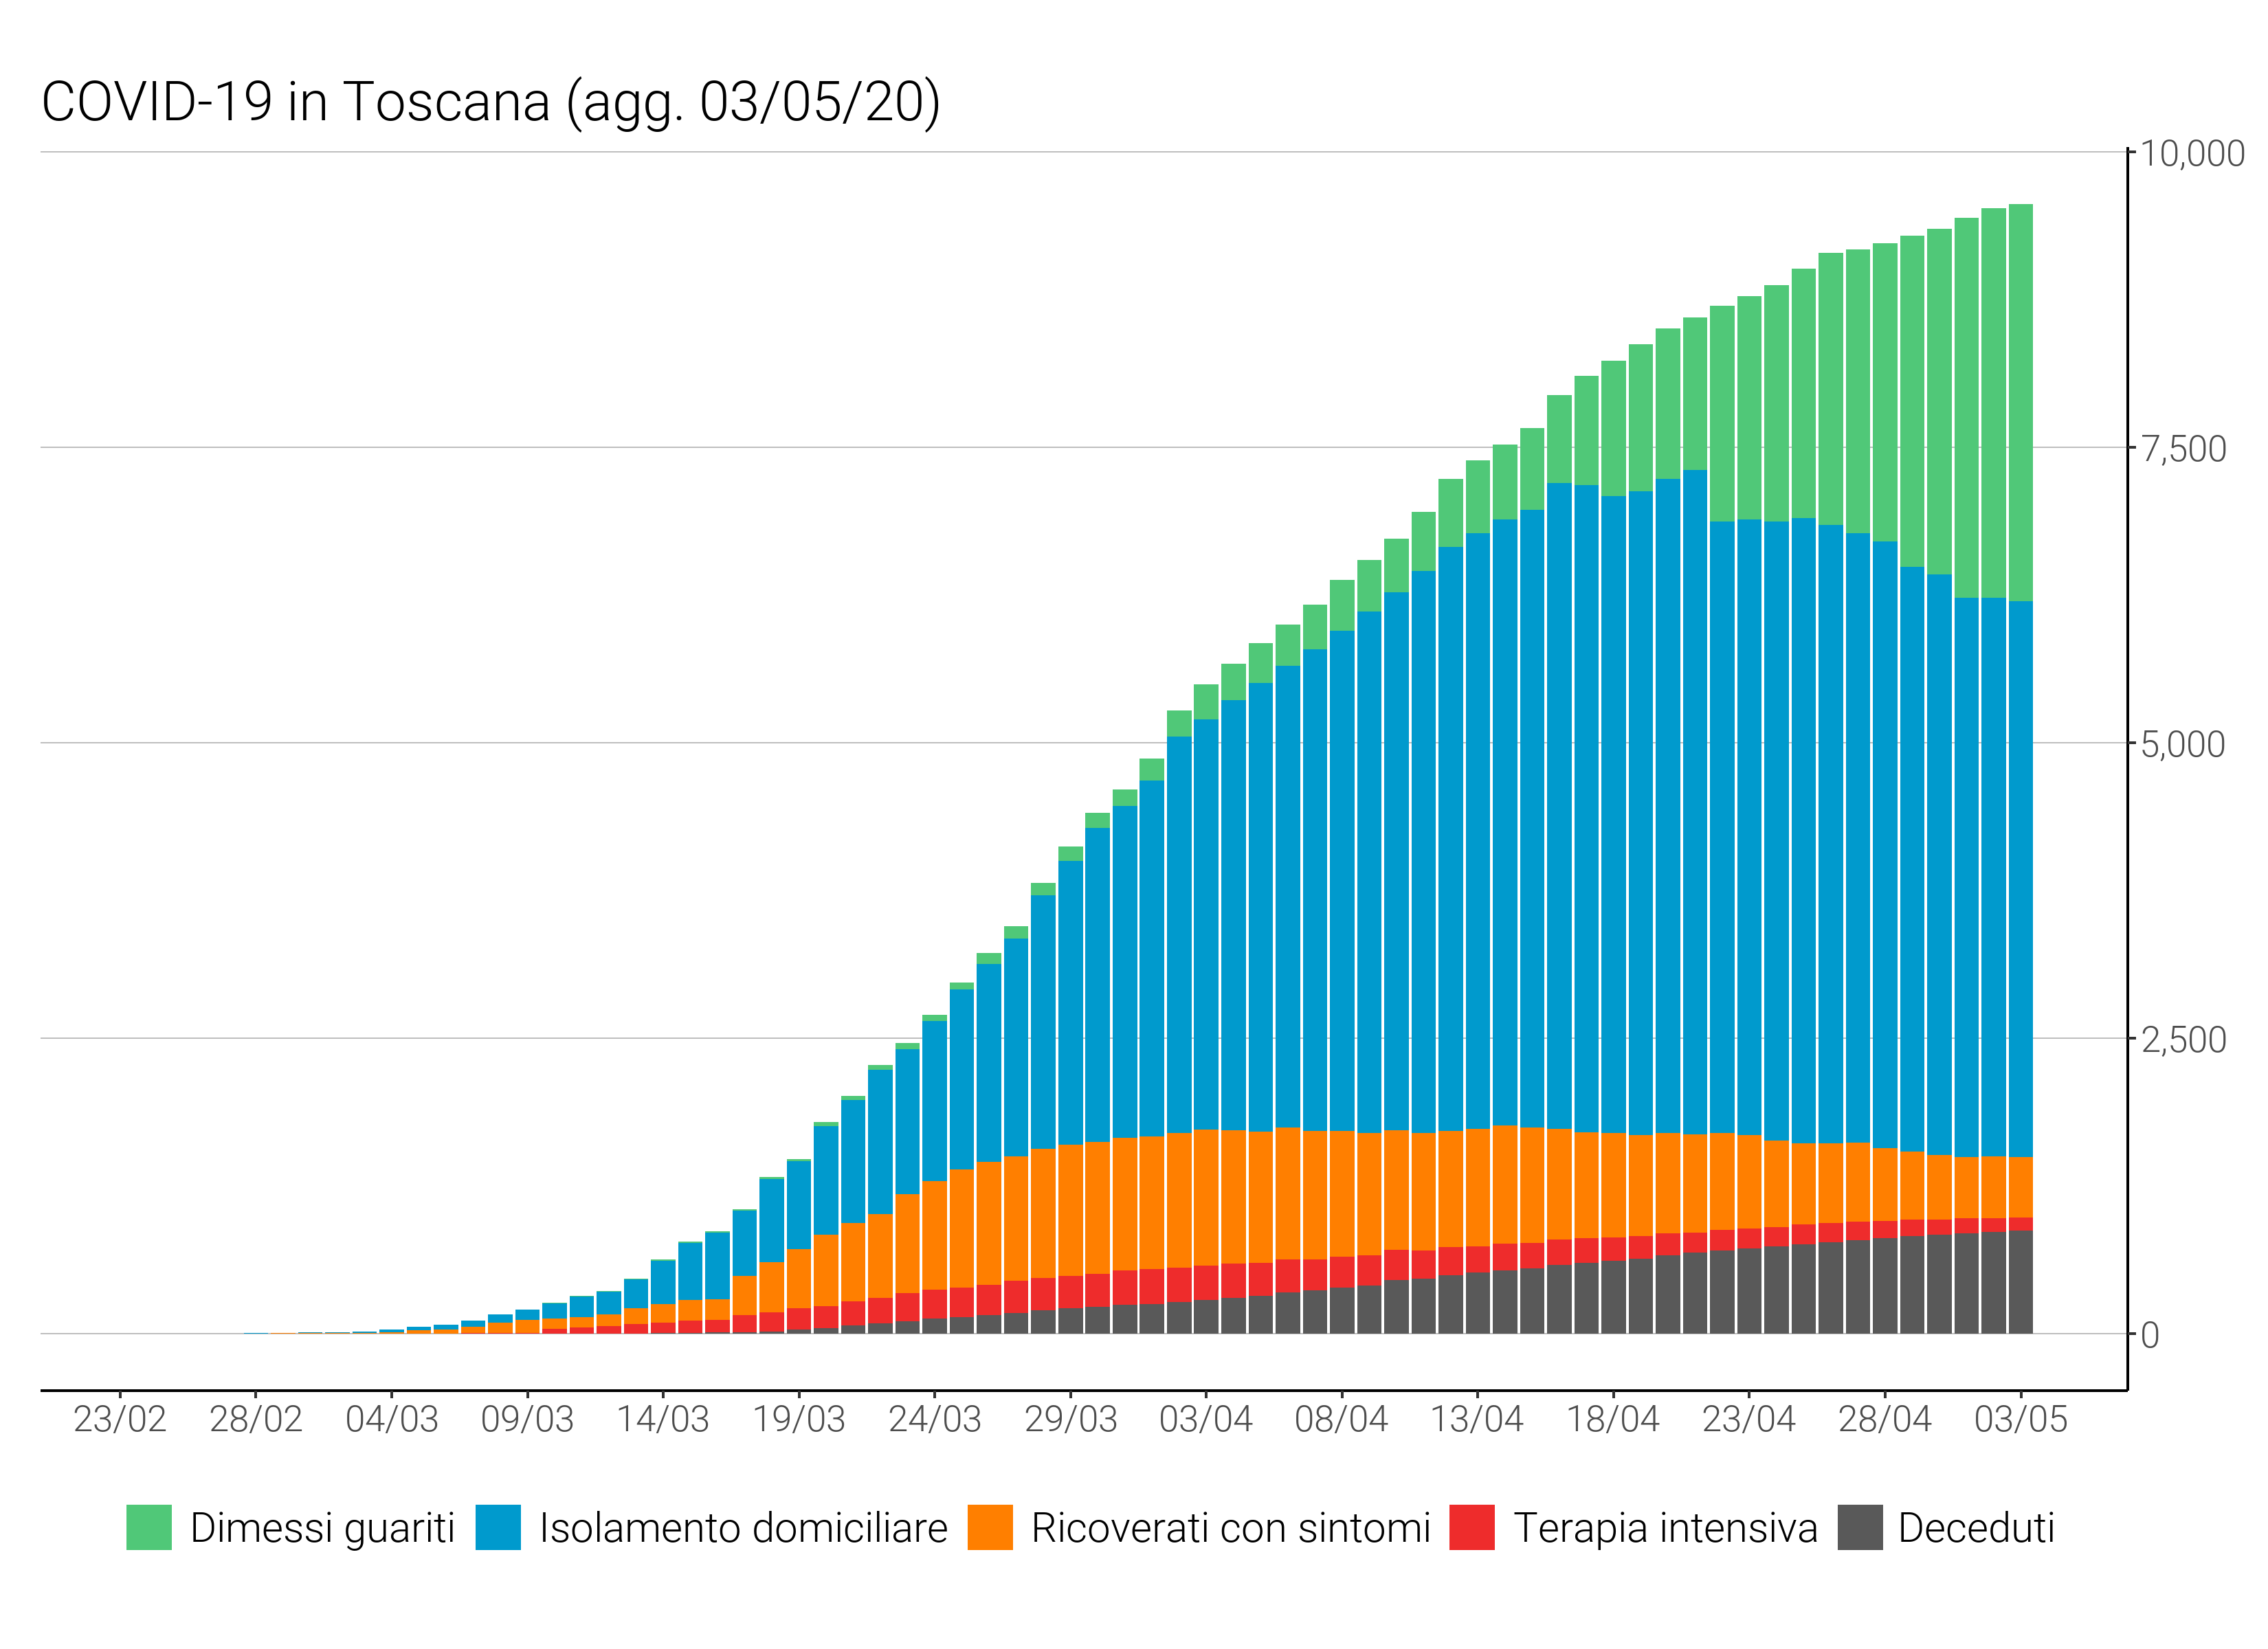 COVID-19 in Toscana (agg. 03/05/20)
10,000
7,500
5,000
2,500
0
23/02 28/02 04/03 09/03 14/03 19/03 24/03 29/03 03/04 08/04 13/04 18/04 23/04 28/04 03/05
Dimessi guariti Isolamento domiciliare Ricoverati con sintomi Terapia intensiva Deceduti